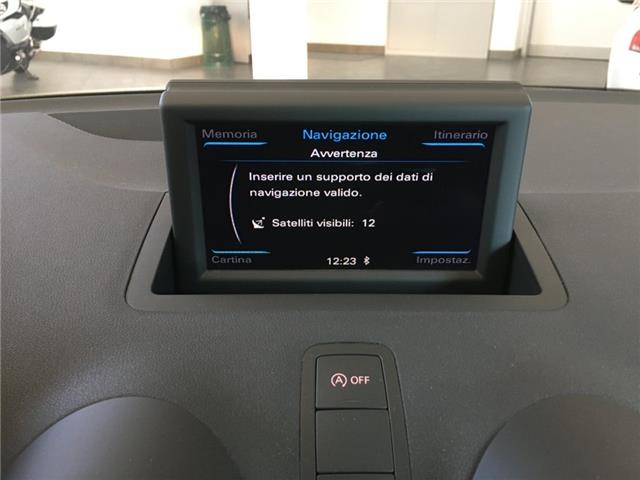 Memoria Navigazione Itinerario
Avvertenza
Inserire un supporto dei dati di
navigazione valido.
Satelliti visibili: 12
Cartina 12:23 Impostaz.
A OFF